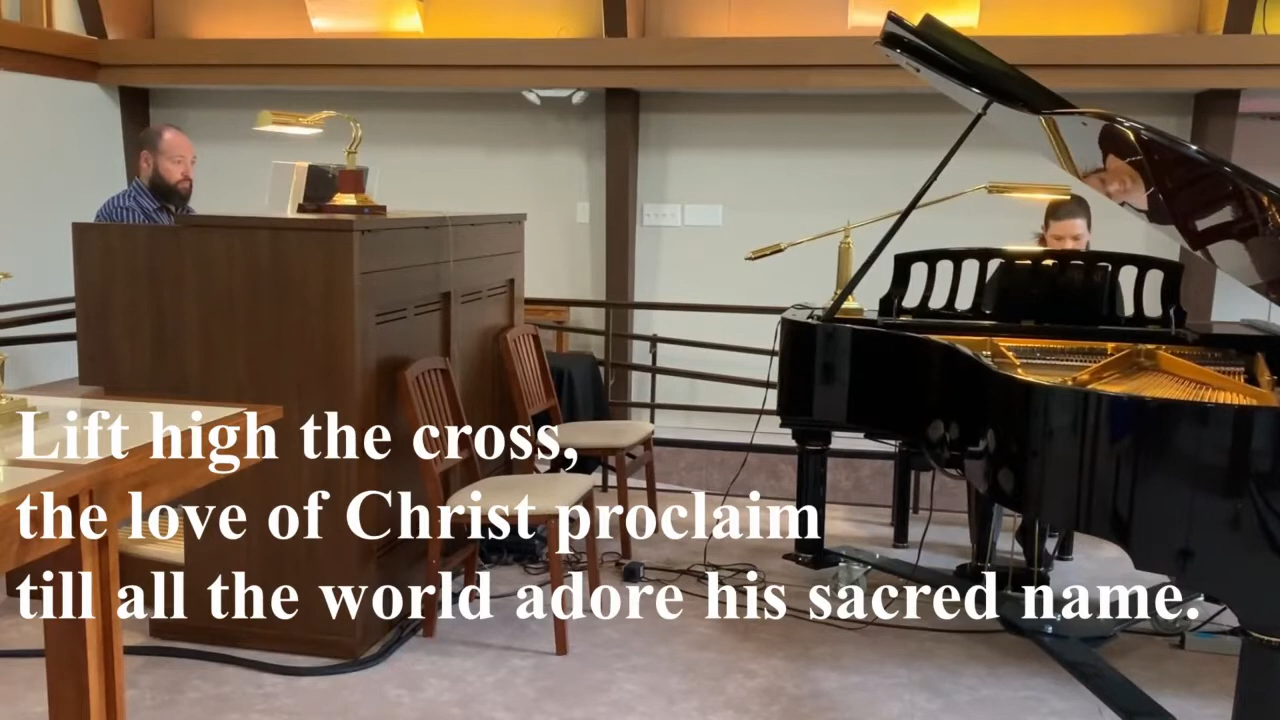 Lift high the cross,
the love of Christ proclaim
till all the world adore his sacred name.